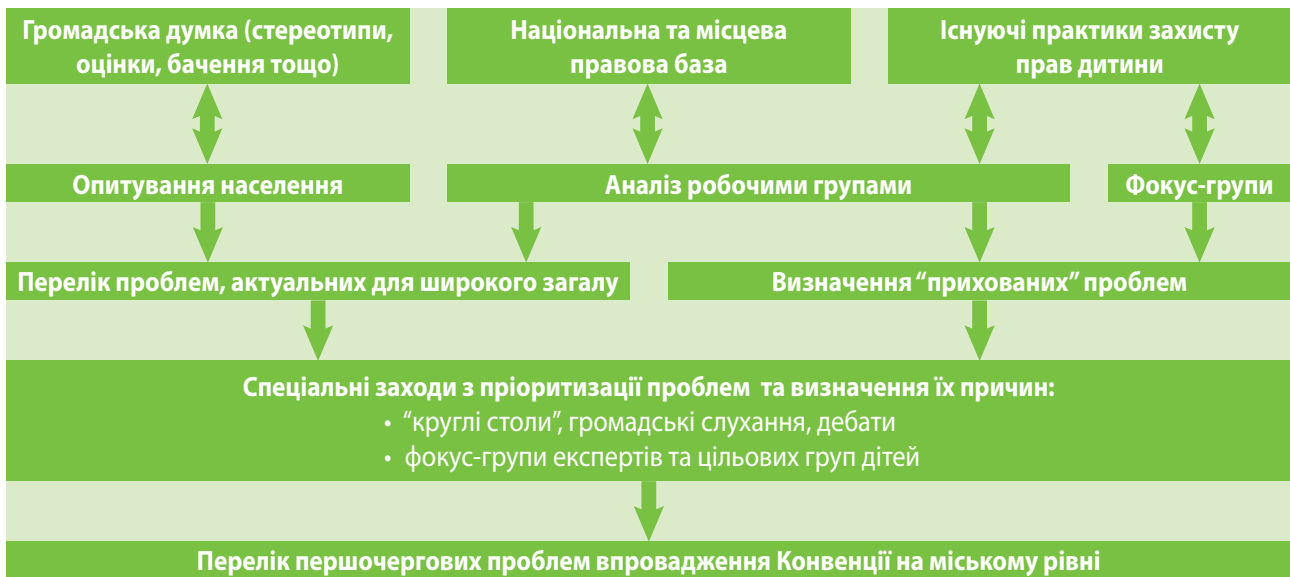 Громадська думка (стереотипи,
оцінки, бачення тощо)
Національна та місцева
правова база
Існуючі практики захисту
прав дитини
Опитування населення
Аналіз робочими групами
Фокус-групи
Перелік проблем, актуальних для широкого загалу
Визначення “прихованих” проблем
Спеціальні заходи з пріоритизації проблем та визначення їх причин:
• “круглі столи”, громадські слухання, дебати
• фокус-групи експертів та цільових груп дітей
Перелік першочергових проблем впровадження Конвенції на міському рівні